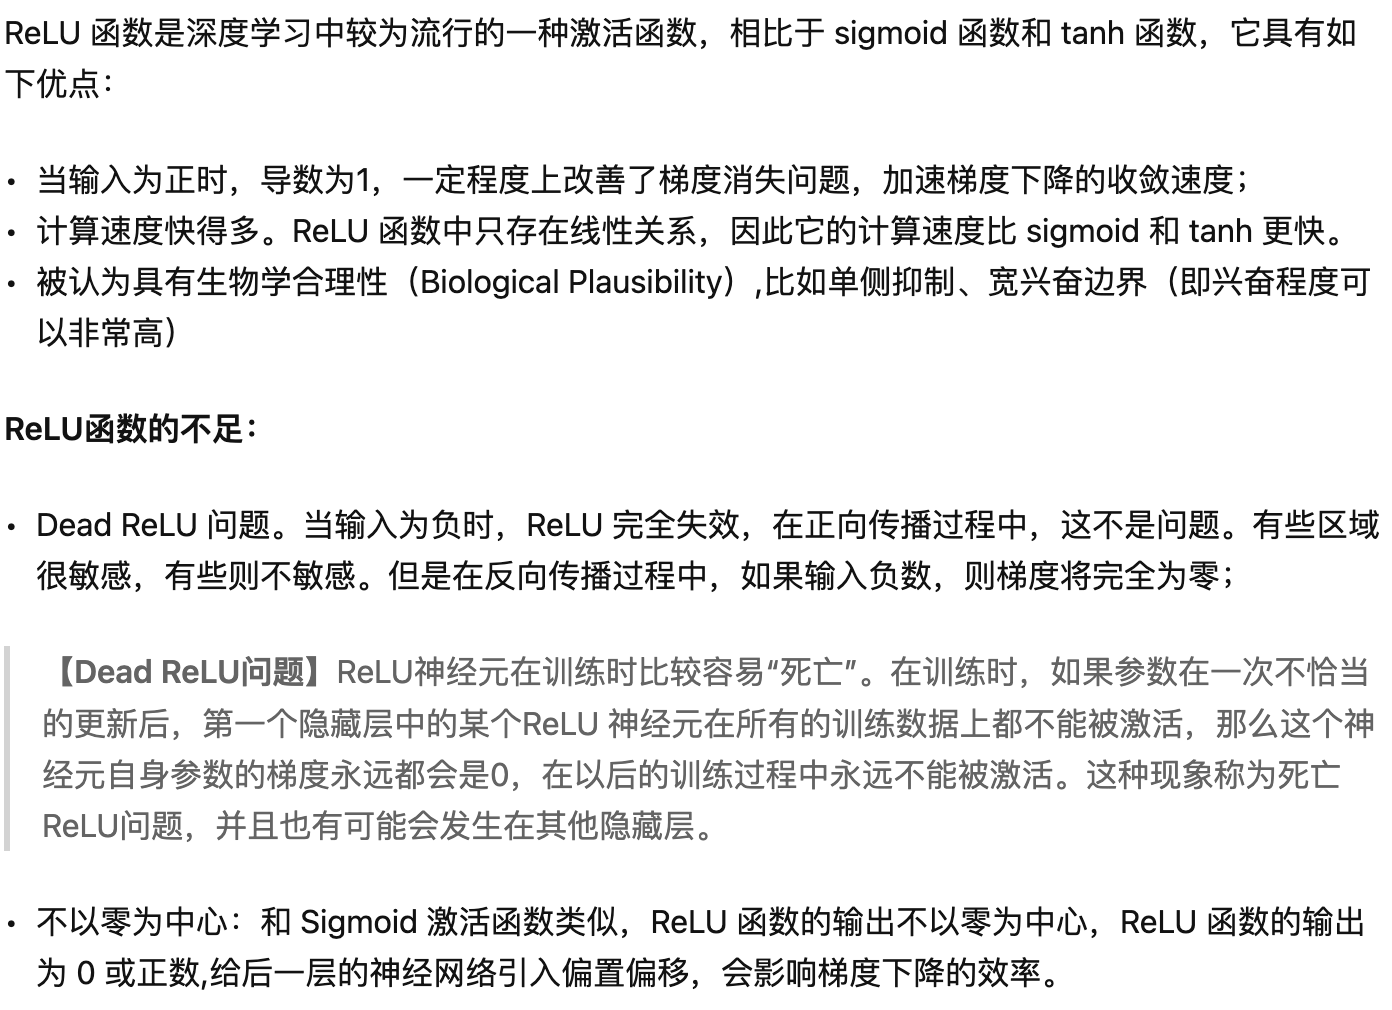 ReLU 函数是深度学习中较为流行的一种激活函数，相比于 sigmoid 函数和 tanh 函数，它具有如
下优点：
• 当输入为正时，导数为1，一定程度上改善了梯度消失问题，加速梯度下降的收敛速度；
• 计算速度快得多。ReLU 函数中只存在线性关系，因此它的计算速度比 sigmoid 和 tanh 更快。
• 被认为具有生物学合理性（Biological Plausibility）,比如单侧抑制、宽兴奋边界（即兴奋程度可
以非常高）
ReLU函数的不足：
• Dead ReLU 问题。当输入为负时，ReLU 完全失效，在正向传播过程中，这不是问题。有些区域
很敏感，有些则不敏感。但是在反向传播过程中，如果输入负数，则梯度将完全为零；
【Dead ReLU问题】ReLU神经元在训练时比较容易“死亡”。在训练时，如果参数在一次不恰当
的更新后，第一个隐藏层中的某个ReLU 神经元在所有的训练数据上都不能被激活，那么这个神
经元自身参数的梯度永远都会是0，在以后的训练过程中永远不能被激活。这种现象称为死亡
ReLU问题，并且也有可能会发生在其他隐藏层。
• 不以零为中心：和 Sigmoid 激活函数类似，ReLU 函数的输出不以零为中心，ReLU 函数的输出
为 0 或正数,给后一层的神经网络引入偏置偏移，会影响梯度下降的效率。